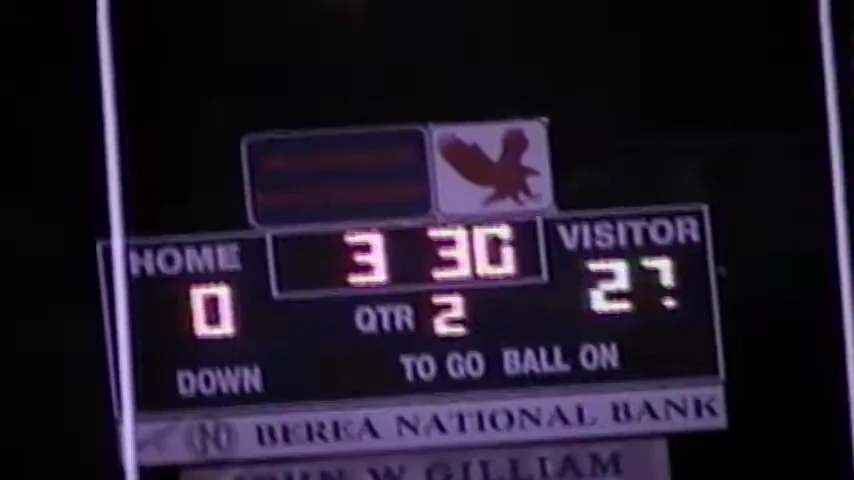 HOME 3 30 VISITOR
0 QTR 2 27
DOWN TO GO BALL ON
BEREA NATIONAL BANK
JOHN W GILLIAM